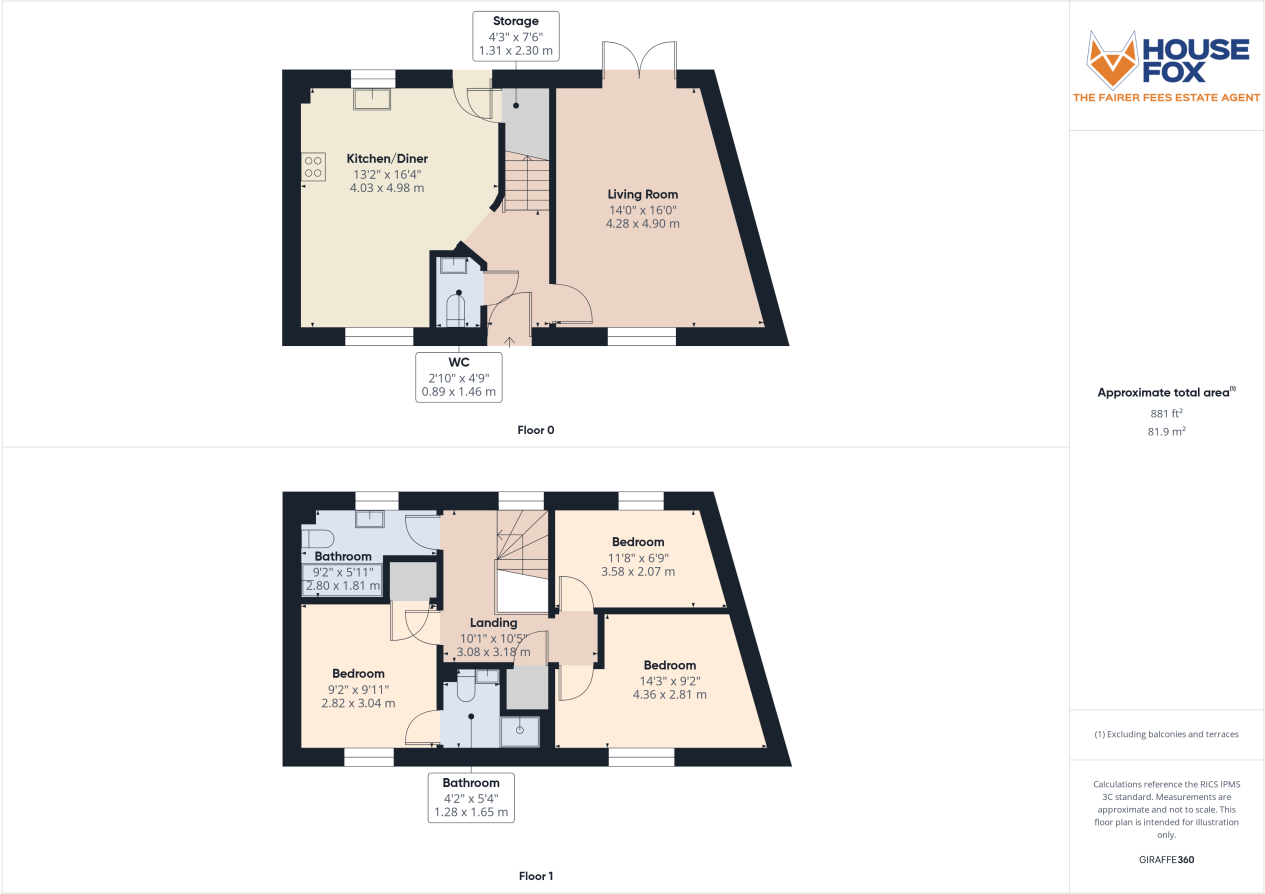 Storage
4'3" x 7'6"
1.31 x 2.30 m
Kitchen/Diner
13'2" x 16'4"
4.03 x 4.98 m
Living Room
14'0" x 16'0"
4.28 x 4.90 m
WC
2'10" x 4'9"
0.89 x 1.46 m
Floor 0
Bathroom
9'2" x 5'11"
2.80 x 1.81 m
Bedroom
11'8" x 6'9"
3.58 x 2.07 m
Landing
10'1" x 10'5"
3.08 x 3.18 m
Bedroom
9'2" x 9'11"
2.82 x 3.04 m
Bedroom
14'3" x 9'2"
4.36 x 2.81 m
Bathroom
4'2" x 5'4"
1.28 x 1.65 m
Floor 1
HOUSE
FOX
THE FAIRER FEES ESTATE AGENT
Approximate total area(1)
881 ft²
81.9 m²
(1) Excluding balconies and terraces
Calculations reference the RICS IPMS
3C standard. Measurements are
approximate and not to scale. This
floor plan is intended for illustration
only.
GIRAFFE360